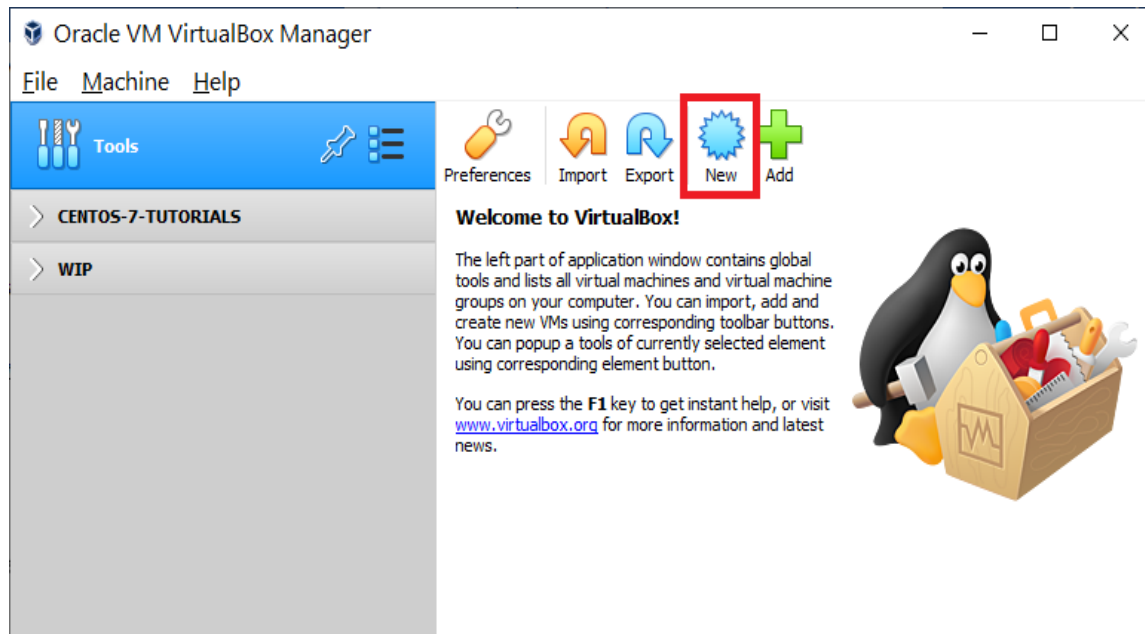 Oracle VM VirtualBox Manager
File Machine Help
Tools
CENTOS-7-TUTORIALS
WIP
Preferences Import Export New Add
Welcome to VirtualBox!
The left part of application window contains global
tools and lists all virtual machines and virtual machine
groups on your computer. You can import, add and
create new VMs using corresponding toolbar buttons.
You can popup a tools of currently selected element
using corresponding element button.
You can press the F1 key to get instant help, or visit
www.virtualbox.org for more information and latest
news.